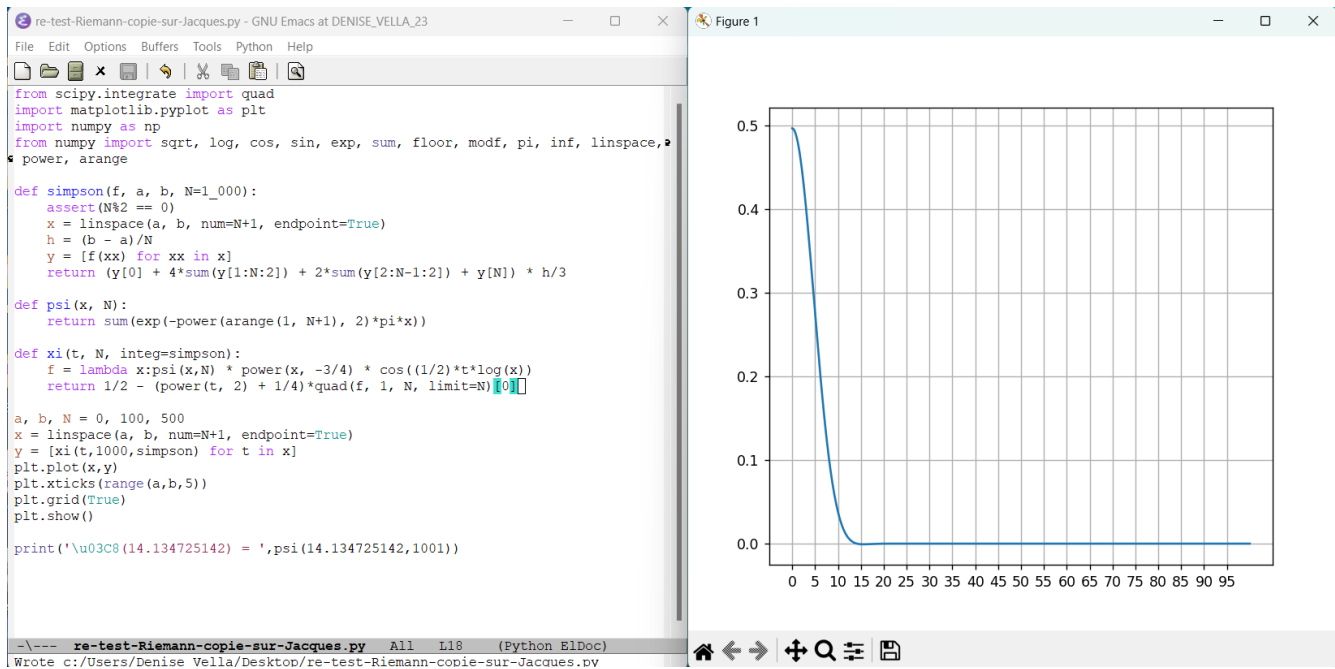 re-test-Riemann-copie-sur-Jacques.py - GNU Emacs at DENISE_VELLA_23
File Edit Options Buffers Tools Python Help
from scipy.integrate import quad
import matplotlib.pyplot as plt
import numpy as np
from numpy import sqrt, log, cos, sin, exp, sum, floor, modf, pi, inf, linspace,
power, arange
def simpson(f, a, b, N=1_000):
    assert(N%2 == 0)
    x = linspace(a, b, num=N+1, endpoint=True)
    h = (b - a)/N
    y = [f(xx) for xx in x]
    return (y[0] + 4*sum(y[1:N:2]) + 2*sum(y[2:N-1:2]) + y[N]) * h/3
def psi(x, N):
    return sum(exp(-power(arange(1, N+1), 2)*pi*x))
def xi(t, N, integ=simpson):
    f = lambda x:psi(x,N) * power(x, -3/4) * cos((1/2)*t*log(x))
    return 1/2 - (power(t, 2) + 1/4)*quad(f, 1, N, limit=N)[0]
a, b, N = 0, 100, 500
x = linspace(a, b, num=N+1, endpoint=True)
y = [xi(t,1000,simpson) for t in x]
plt.plot(x,y)
plt.xticks(range(a,b,5))
plt.grid(True)
plt.show()
print('\u03C8(14.134725142) = ',psi(14.134725142,1001))
-\--- re-test-Riemann-copie-sur-Jacques.py All L18 (Python ElDoc)
Wrote c:/Users/Denise Vella/Desktop/re-test-Riemann-copie-sur-Jacques.py
Figure 1
0.5
0.4
0.3
0.2
0.1
0.0
0 5 10 15 20 25 30 35 40 45 50 55 60 65 70 75 80 85 90 95